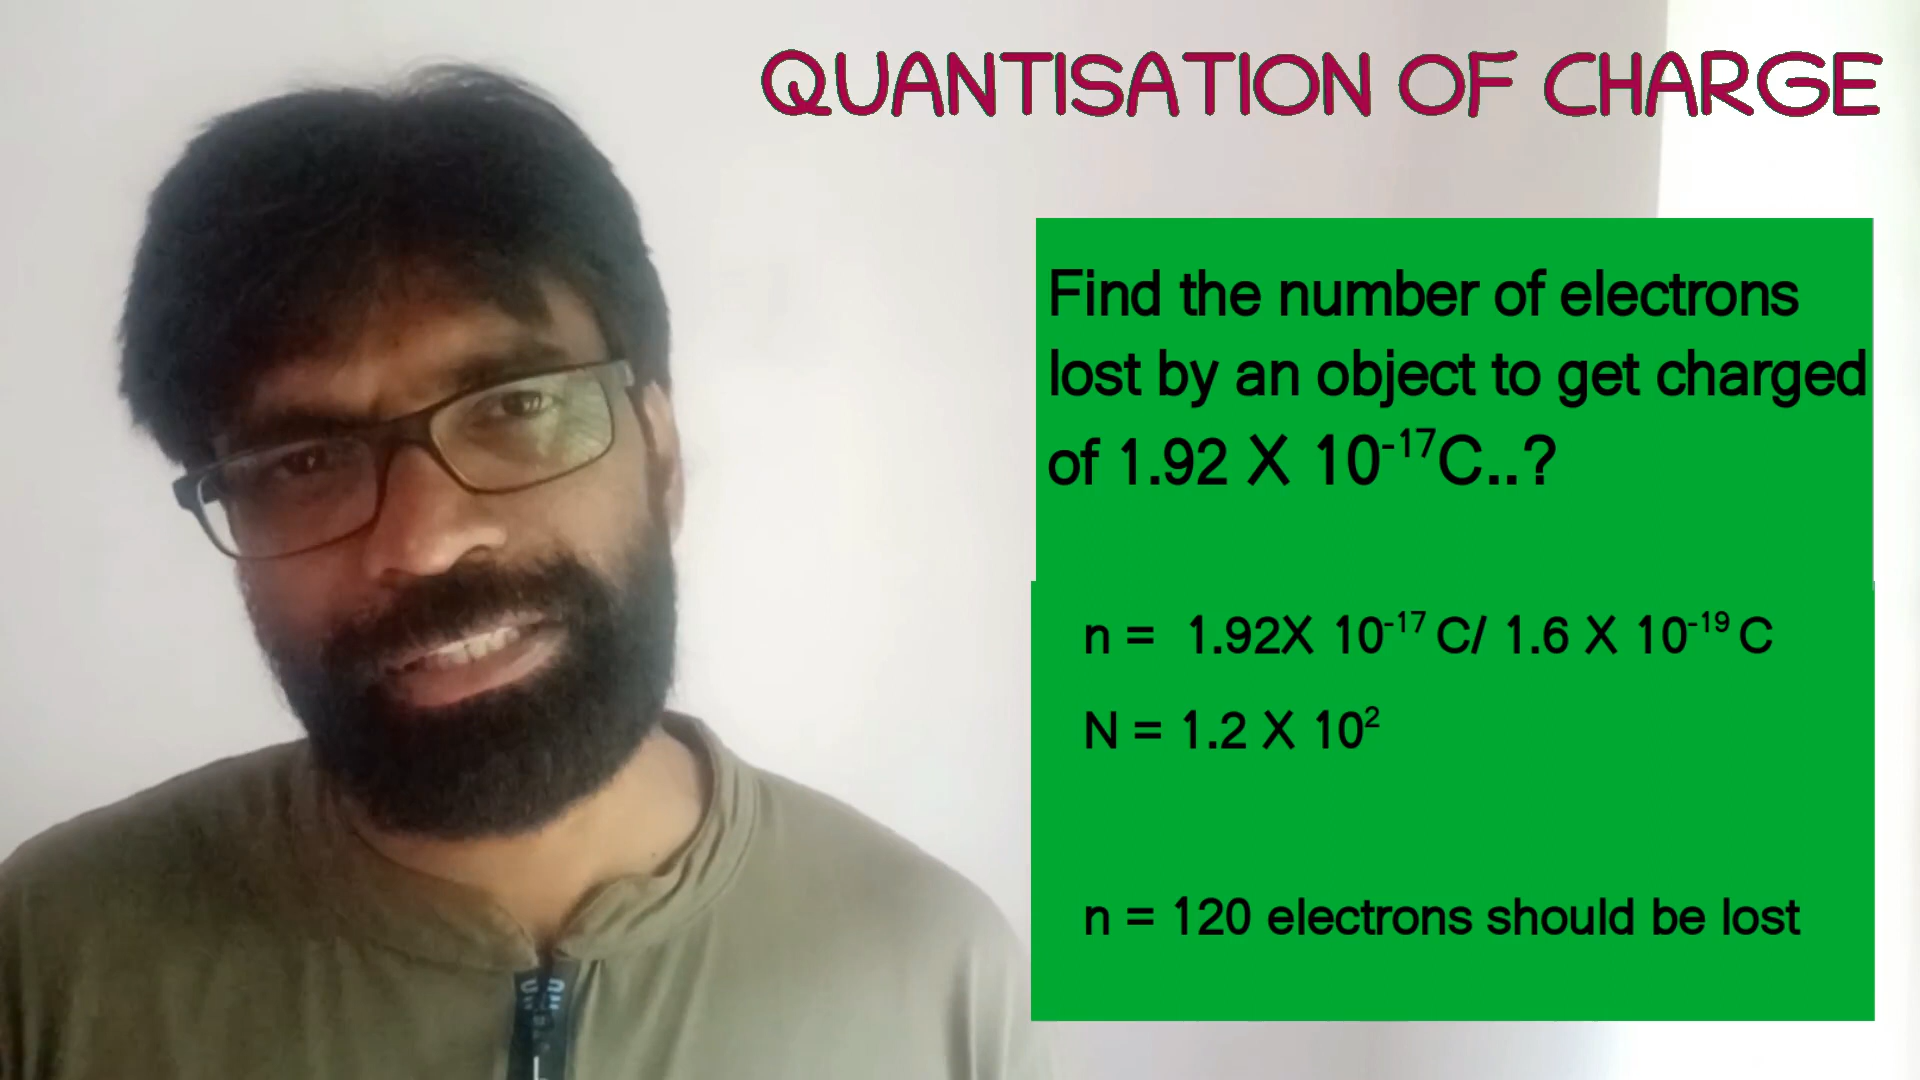 QUANTISATION OF CHARGE
Find the number of electrons
lost by an object to get charged
of 1.92 X 10⁻¹⁷C..?
n = 1.92X 10⁻¹⁷ C/ 1.6 X 10⁻¹⁹ C
N = 1.2 X 10²
n = 120 electrons should be lost